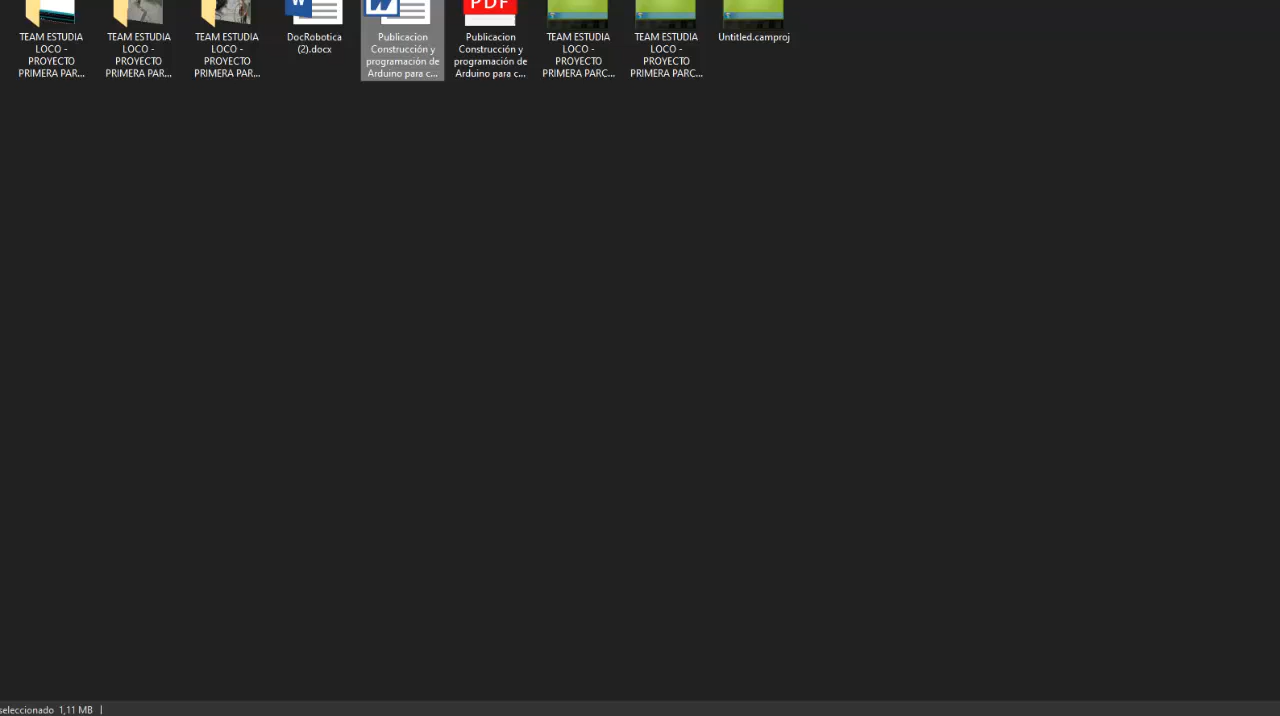 W
W
PDF
TEAM ESTUDIA
LOCO -
PROYECTO
PRIMERA PAR...
TEAM ESTUDIA
LOCO -
PROYECTO
PRIMERA PAR...
TEAM ESTUDIA
LOCO -
PROYECTO
PRIMERA PAR...
DocRobotica
(2).docx
Publicacion
Construcción y
programación de
Arduino para c...
Publicacion
Construcción y
programación de
Arduino para c...
TEAM ESTUDIA
LOCO -
PROYECTO
PRIMERA PARC...
TEAM ESTUDIA
LOCO -
PROYECTO
PRIMERA PARC...
Untitled.camproj
seleccionado 1,11 MB